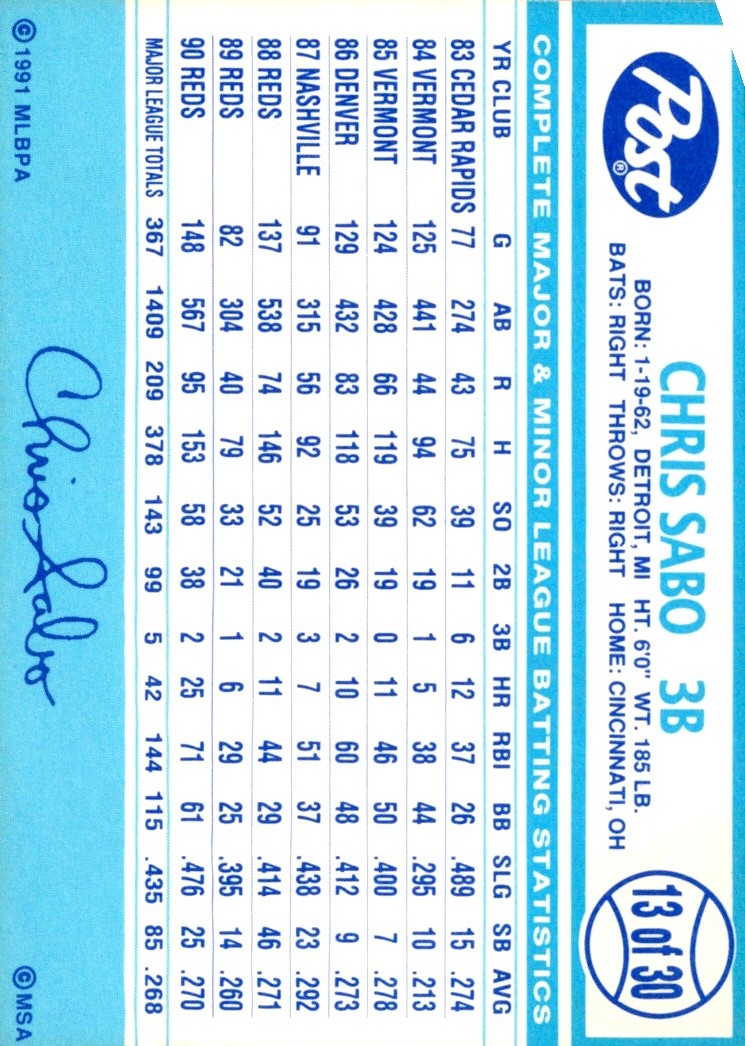 Post®
CHRIS SABO 3B
BORN: 1-19-62, DETROIT, MI HT. 6'0" WT. 185 LB.
BATS: RIGHT THROWS: RIGHT HOME: CINCINNATI, OH
13 of 30
COMPLETE MAJOR & MINOR LEAGUE BATTING STATISTICS
YR CLUB G AB R H SO 2B 3B HR RBI BB SLG SB AVG
83 CEDAR RAPIDS 77 274 43 75 39 11 6 12 37 26 .489 15 .274
84 VERMONT 125 441 44 94 62 19 1 5 38 44 .295 10 .213
85 VERMONT 124 428 66 119 39 19 0 11 46 50 .400 7 .278
86 DENVER 129 432 83 118 53 26 2 10 60 48 .412 9 .273
87 NASHVILLE 91 315 56 92 25 19 3 7 51 37 .438 23 .292
88 REDS 137 538 74 146 52 40 2 11 44 29 .414 46 .271
89 REDS 82 304 40 79 33 21 1 6 29 25 .395 14 .260
90 REDS 148 567 95 153 58 38 2 25 71 61 .476 25 .270
MAJOR LEAGUE TOTALS 367 1409 209 378 143 99 5 42 144 115 .435 85 .268
Chris Sabo
©1991 MLBPA
©MSA